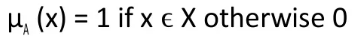 μA (x) = 1 if x ϵ X otherwise 0